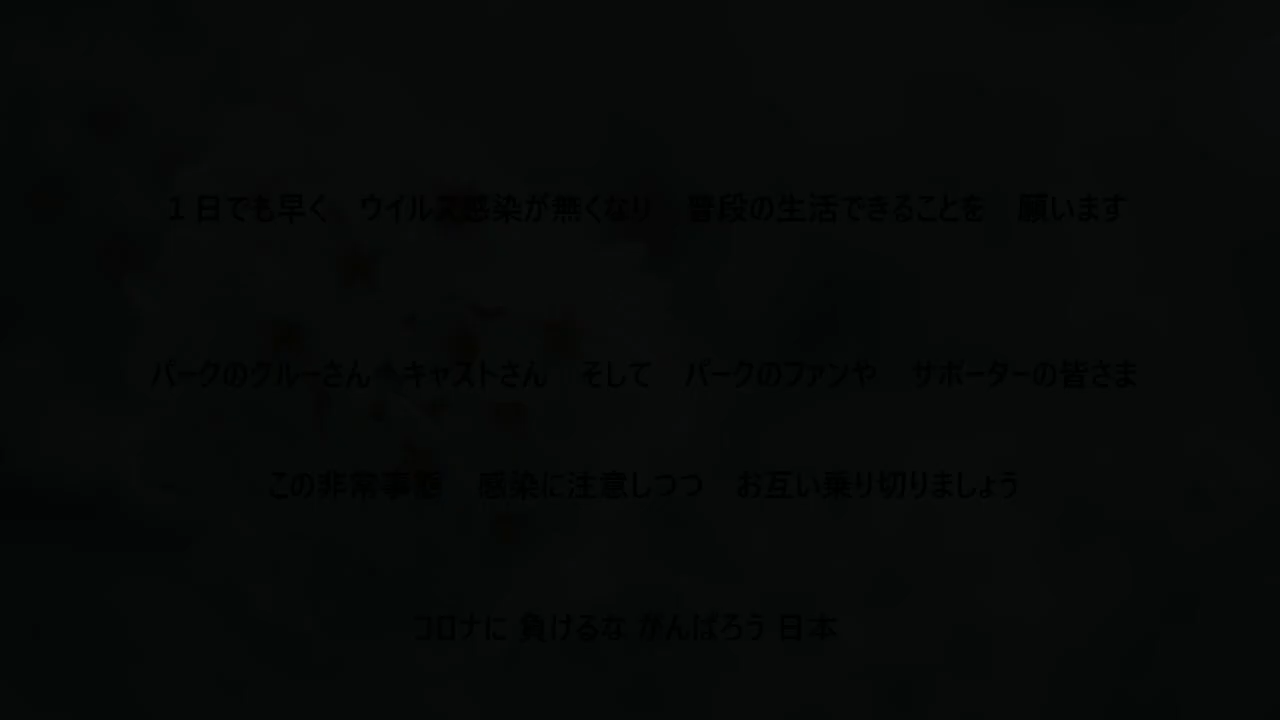 1日でも早く ウイルス感染が無くなり 普段の生活できることを 願います
パークのクルーさん キャストさん そして パークのファンや サポーターの皆さま
この非常事態 感染に注意しつつ お互い乗り切りましょう
コロナに 負けるな がんばろう 日本